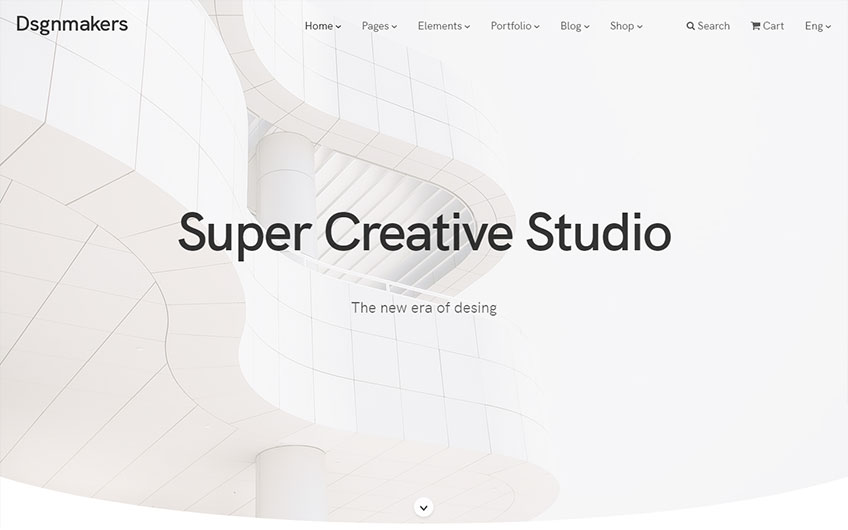 Dsgnmakers
Home Pages Elements Portfolio Blog Shop Search Cart Eng
Super Creative Studio
The new era of desing